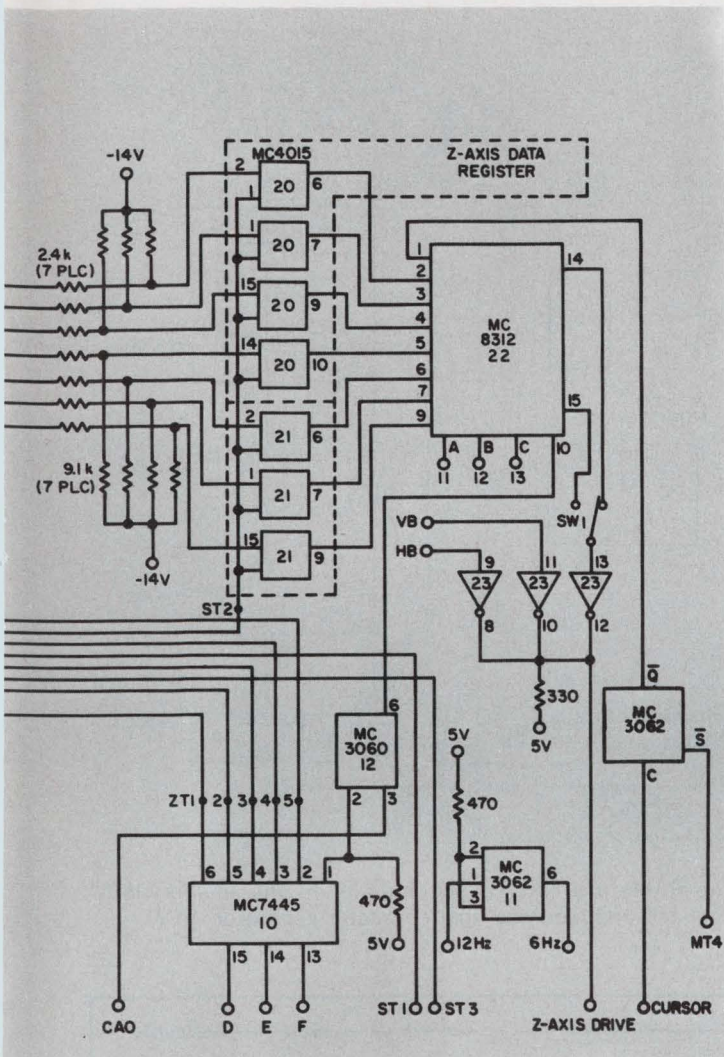 -14V
MC4015
Z-AXIS DATA
REGISTER
2
20
6
1
1
20
7
1
14
2.4k
(7 PLC)
2
15
20
9
3
4
MC
8312
22
14
20
10
5
6
15
2
21
6
7
9
A
B
C
10
11
12
13
9.1k
(7 PLC)
1
21
7
SW1
VB
HB
15
21
9
9
11
13
-14V
23
23
23
ST2
8
10
12
330
Q
5V
6
MC
3060
12
5V
MC
3062
S
C
ZT1
2
3
4
5
2
3
470
2
1
3
MC
3062
11
6
6
5
4
3
2
1
MC7445
10
470
5V
12Hz
6Hz
MT4
15
14
13
CAO
D
E
F
ST1
ST3
Z-AXIS DRIVE
CURSOR